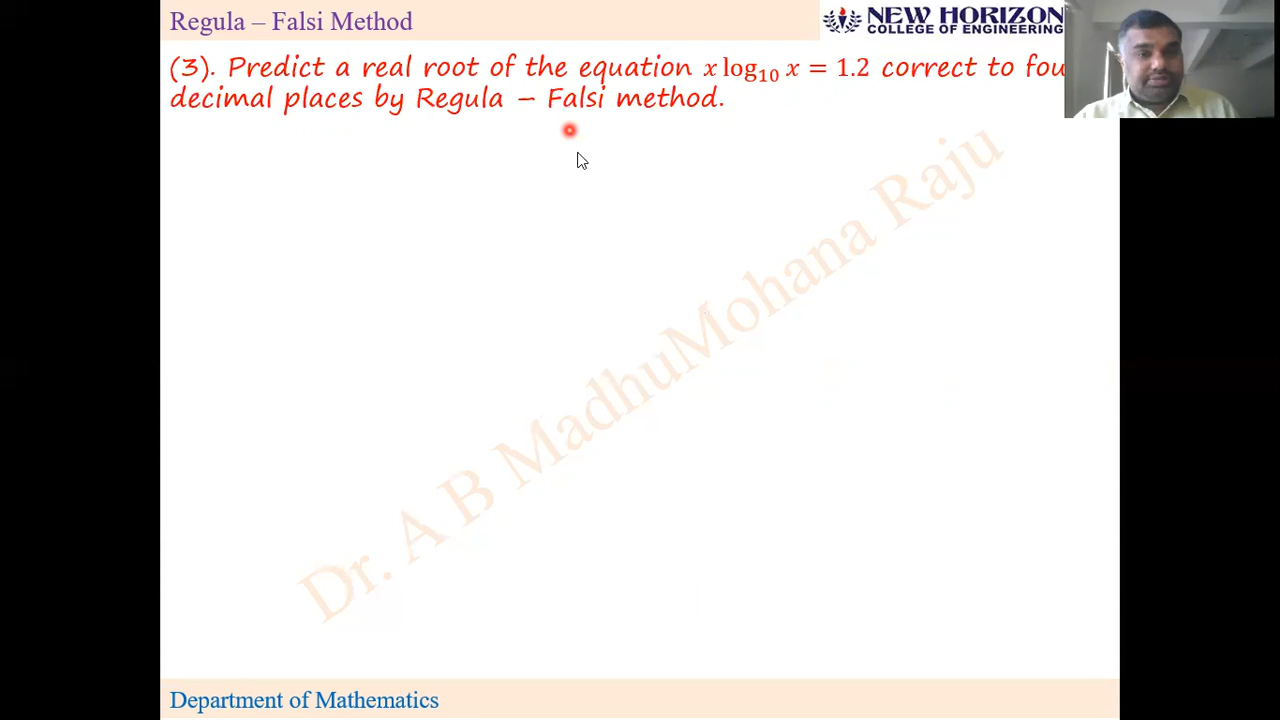 Regula – Falsi Method
NEW HORIZON
COLLEGE OF ENGINEERING
(3). Predict a real root of the equation x log₁₀ x = 1.2 correct to fou
decimal places by Regula – Falsi method.
Dr. A B MadhuMohana Raju
Department of Mathematics